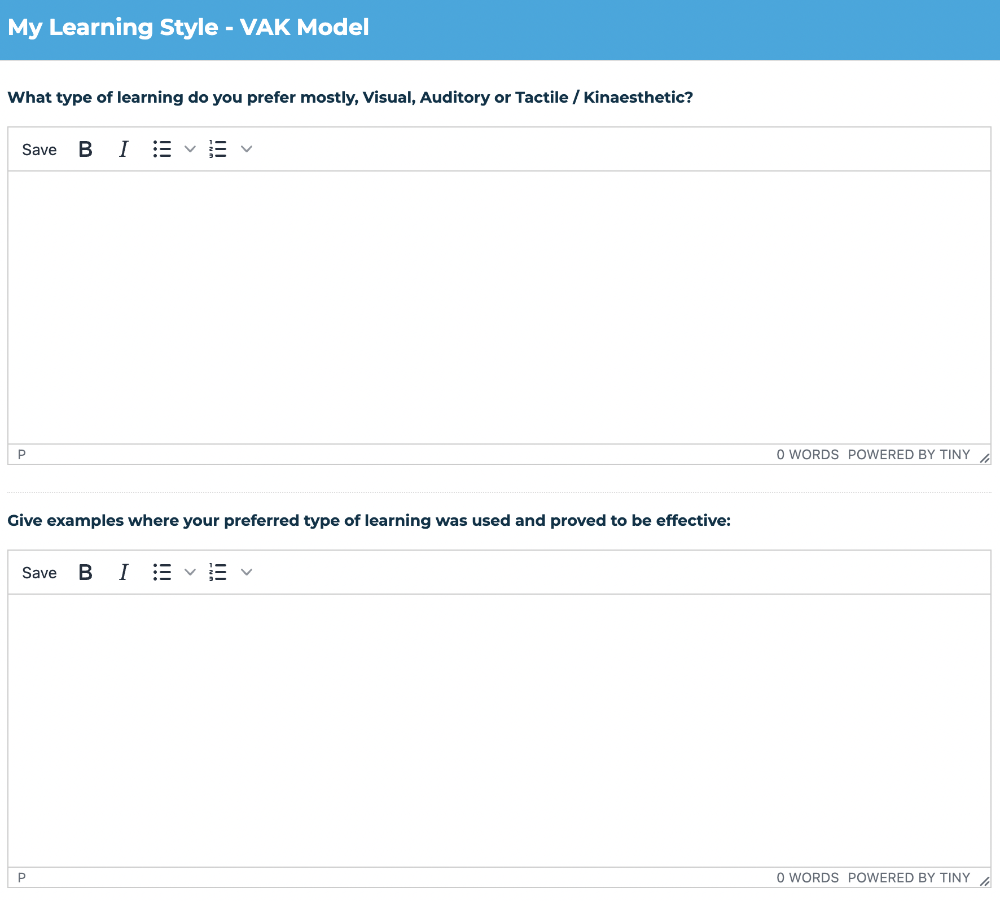 My Learning Style - VAK Model
What type of learning do you prefer mostly, Visual, Auditory or Tactile / Kinaesthetic?
Save B I
P 0 WORDS POWERED BY TINY
Give examples where your preferred type of learning was used and proved to be effective:
Save B I
P 0 WORDS POWERED BY TINY